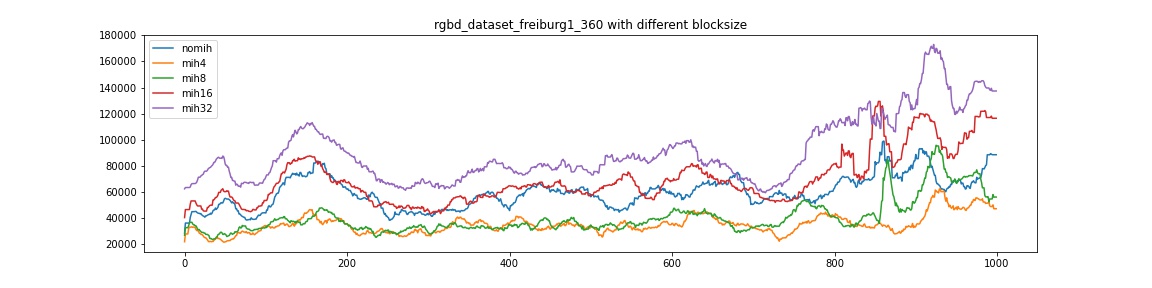 rgbd_dataset_freiburg1_360 with different blocksize
180000
160000
140000
120000
100000
80000
60000
40000
20000
nomih
mih4
mih8
mih16
mih32
0 200 400 600 800 1000